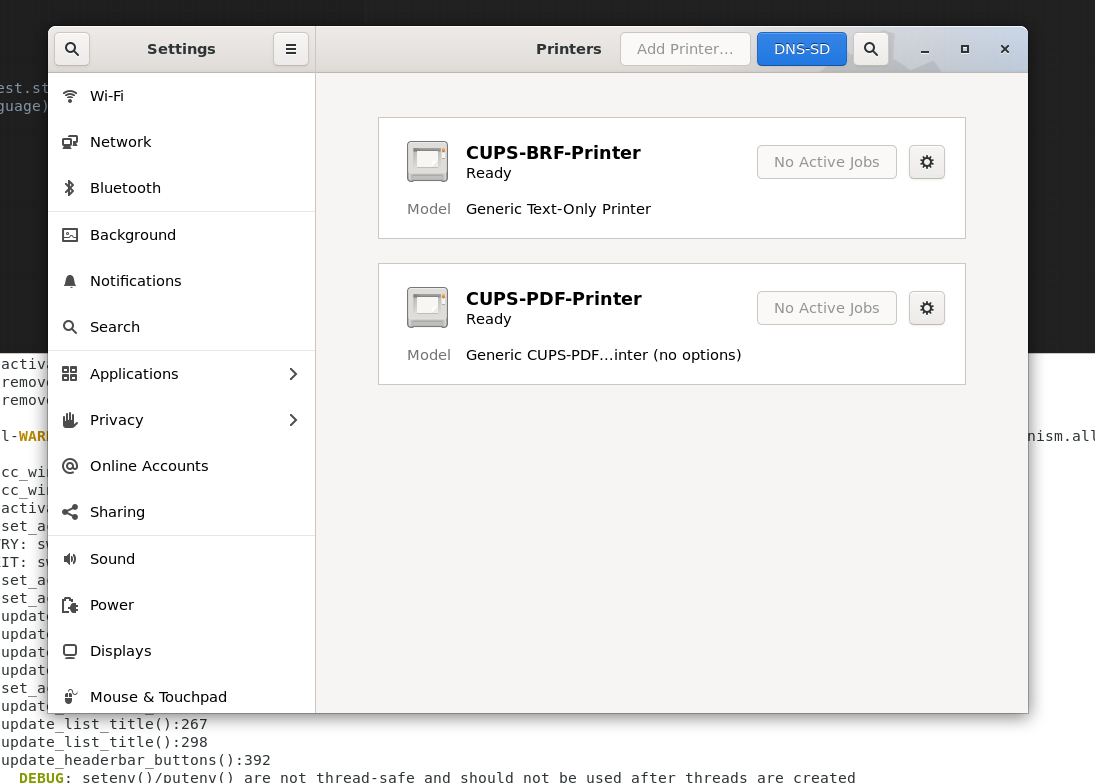 est.st
guage)
Settings
Printers
Add Printer...
DNS-SD
Wi-Fi
Network
Bluetooth
Background
Notifications
Search
Applications
Privacy
Online Accounts
Sharing
Sound
Power
Displays
Mouse & Touchpad
CUPS-BRF-Printer
Ready
No Active Jobs
Model Generic Text-Only Printer
CUPS-PDF-Printer
Ready
No Active Jobs
Model Generic CUPS-PDF...inter (no options)
activa
remove
remove
l-WAR
nism.all
cc_win
cc_win
activa
set_a
RY: sw
IT: sw
set_a
set_a
update
update
update
update
set_a
update
update_list_title():267
update_list_title():298
update_headerbar_buttons():392
DEBUG: setenv()/putenv() are not thread-safe and should not be used after threads are created